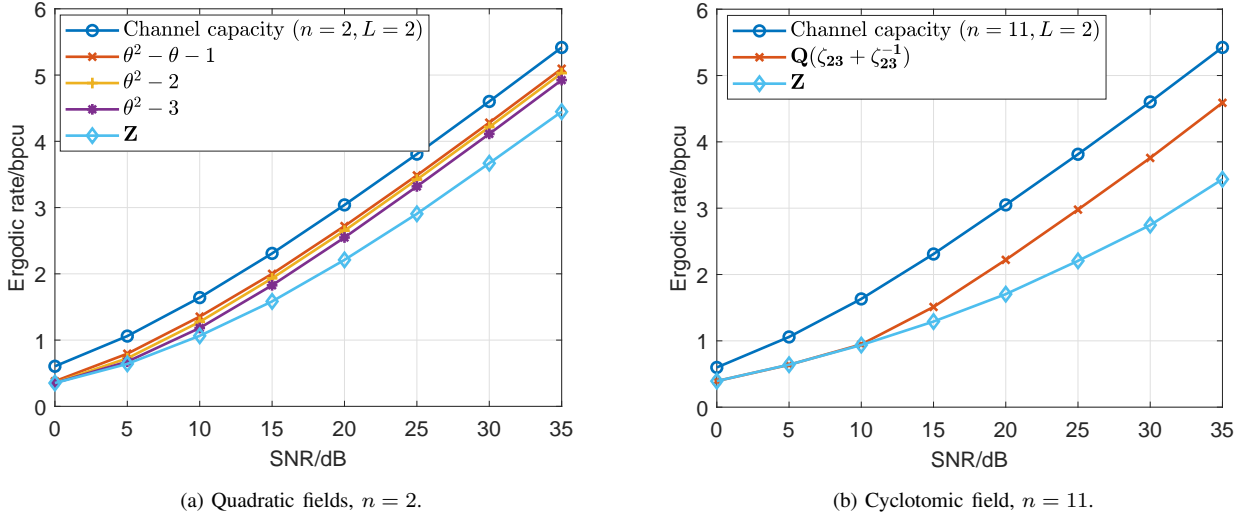 Channel capacity (n = 2, L = 2)
θ² − θ − 1
θ² − 2
θ² − 3
Z
Ergodic rate/bpcu
6
5
4
3
2
1
0
0 5 10 15 20 25 30 35
SNR/dB
(a) Quadratic fields, n = 2.
Channel capacity (n = 11, L = 2)
Q(ζ₂₃ + ζ₂₃⁻¹)
Z
Ergodic rate/bpcu
6
5
4
3
2
1
0
0 5 10 15 20 25 30 35
SNR/dB
(b) Cyclotomic field, n = 11.